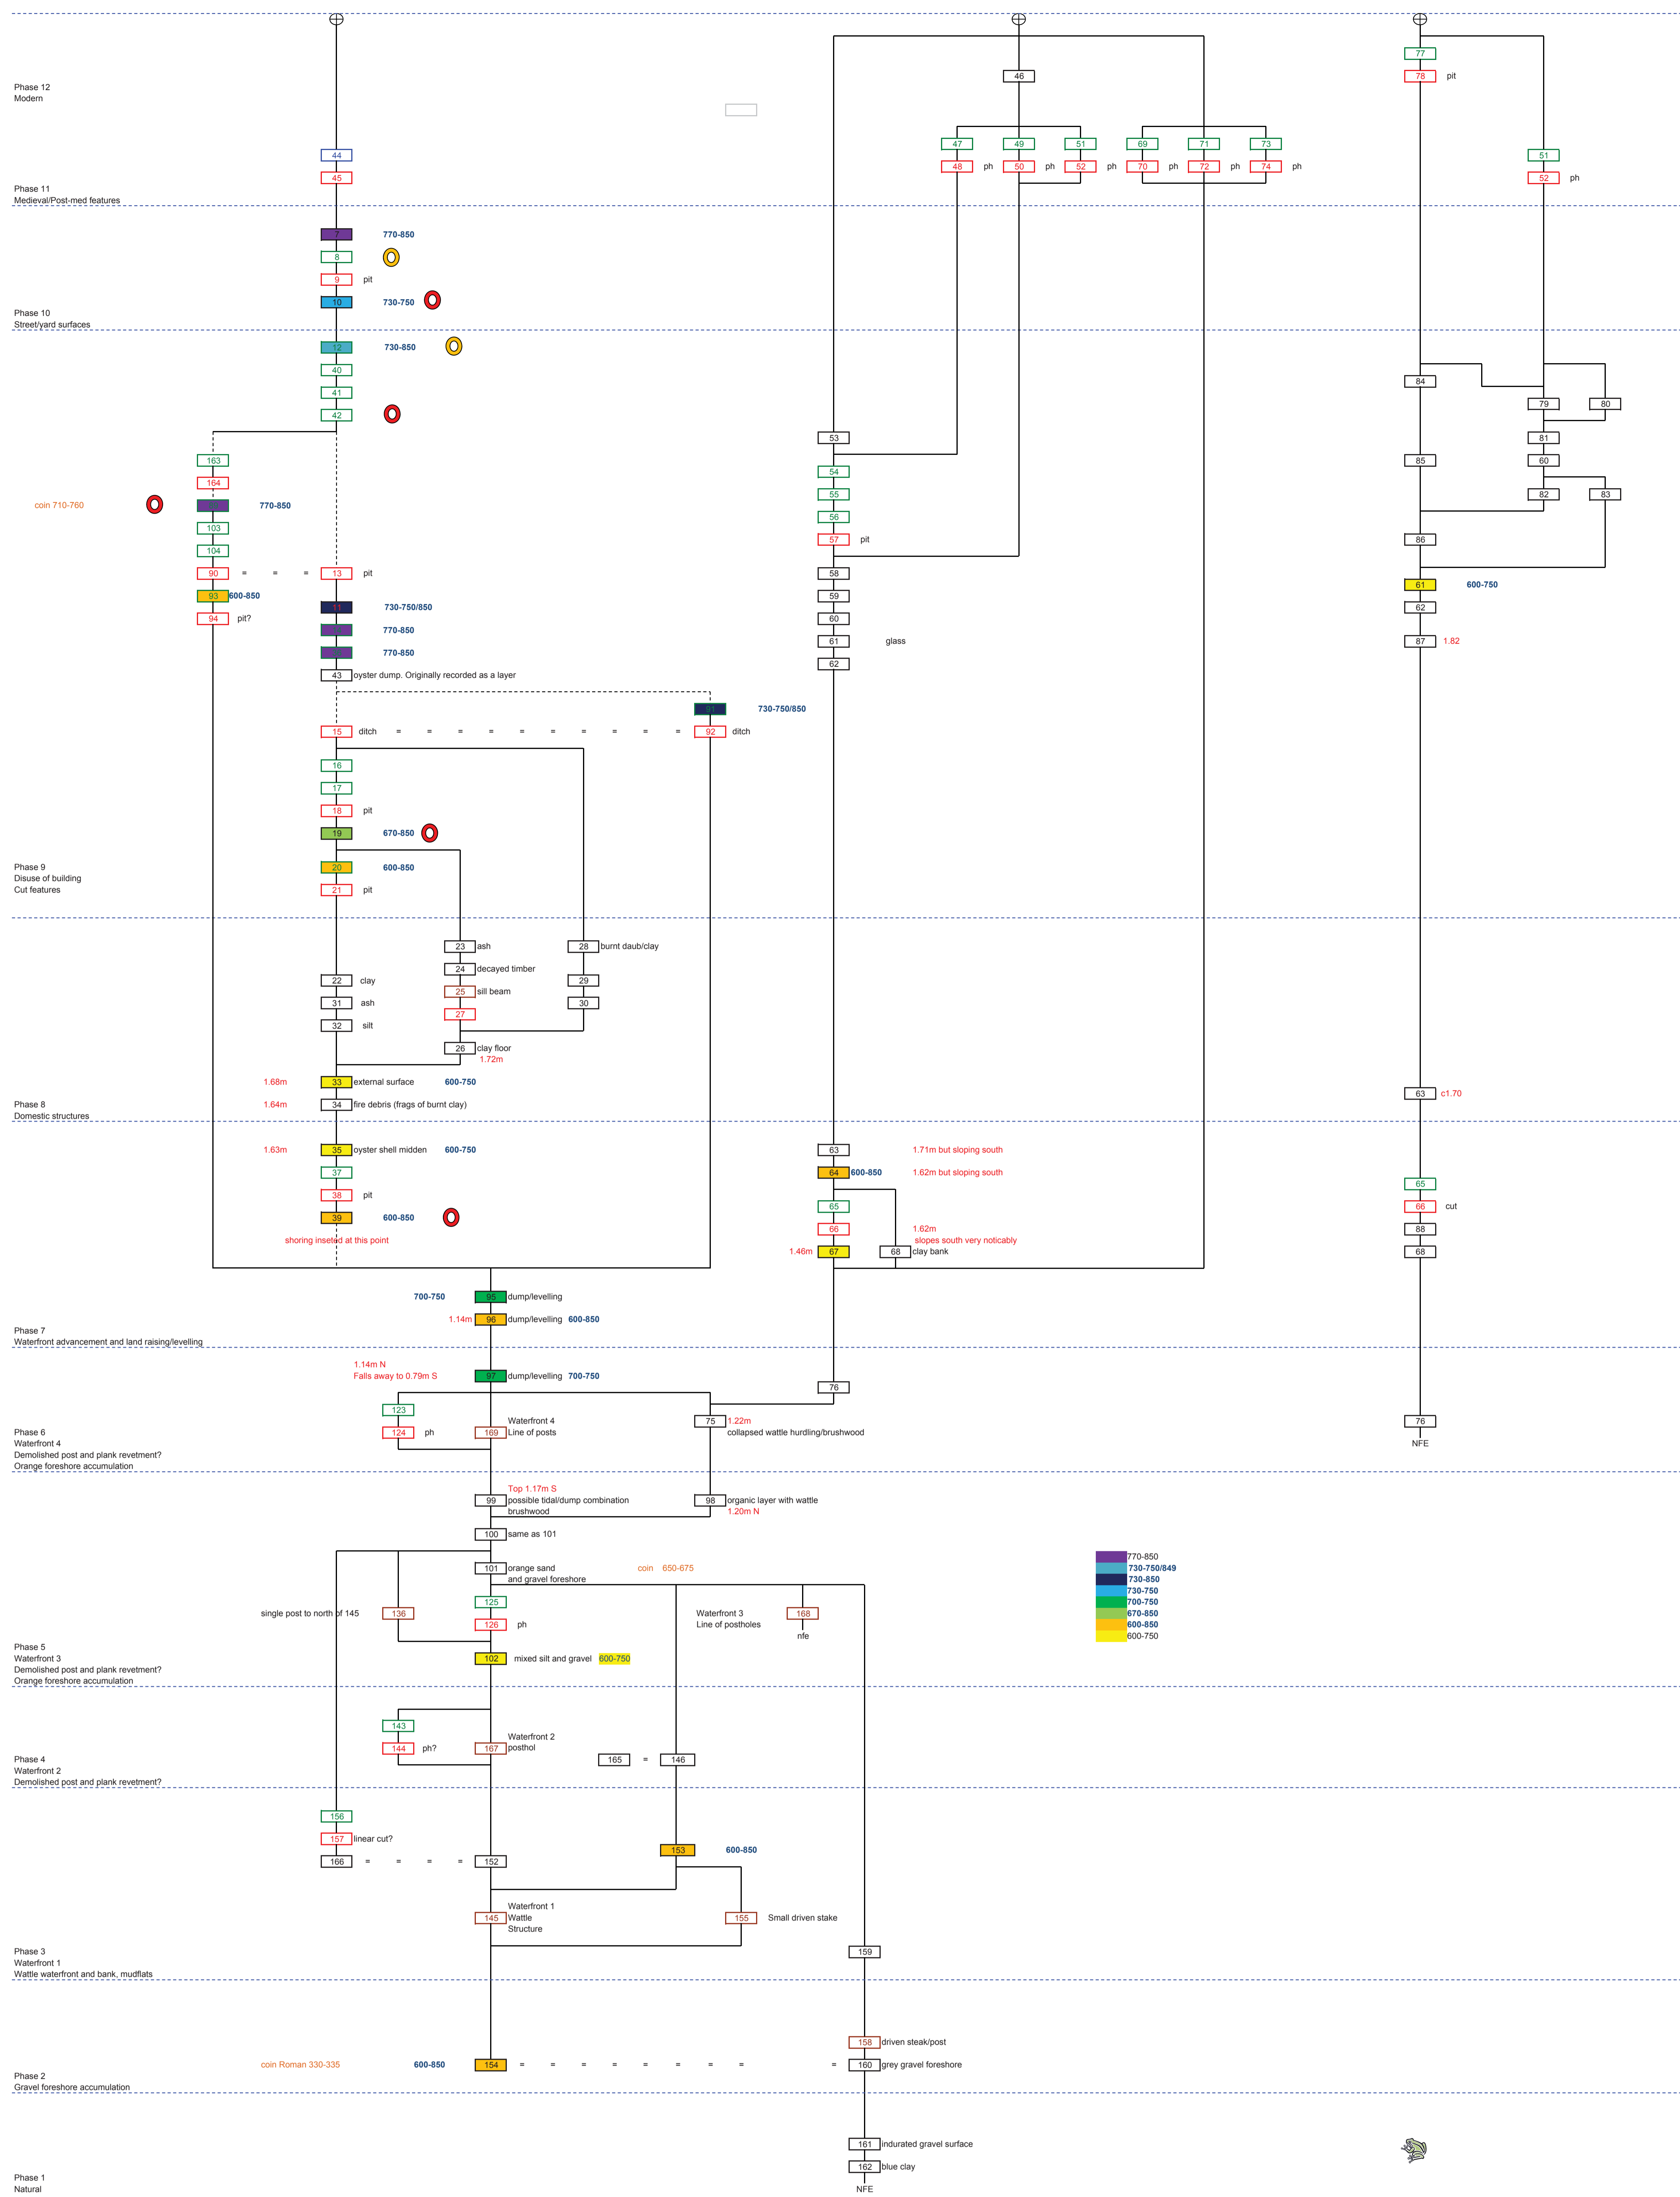 46
77
78 pit
Phase 12
Modern
47 49 51 69 71 73
48 ph 50 ph 52 ph 70 ph 72 ph 74 ph
44
51
45
52 ph
Phase 11
Medieval/Post-med features
7 770-850
8
9 pit
10 730-750
Phase 10
Street/yard surfaces
12 730-850
40
84
41
79 80
42
53
81
163
85
60
54
164
55
82 83
coin 710-760
770-850
56
103
57 pit
86
104
90 = = = 13 pit
58
61 600-750
93 600-850
59
11 730-750/850
62
94 pit?
60
770-850
61 glass
87 1.82
770-850
62
43 oyster dump. Originally recorded as a layer
91 730-750/850
15 ditch = = = = = = = = = = 92 ditch
16
17
18 pit
19 670-850
20 600-850
Phase 9
Disuse of building
Cut features
21 pit
23 ash
28 burnt daub/clay
24 decayed timber
22 clay
29
25 sill beam
31 ash
30
27
32 silt
26 clay floor
1.72m
1.68m 33 external surface 600-750
63 c1.70
1.64m 34 fire debris (frags of burnt clay)
Phase 8
Domestic structures
1.63m 35 oyster shell midden 600-750
63 1.71m but sloping south
37
64 600-850 1.62m but sloping south
65
38 pit
65
66 cut
39 600-850
66 1.62m
88
shoring inseted at this point
slopes south very noticably
1.46m 67
68 clay bank
68
700-750 95 dump/levelling
1.14m 96 dump/levelling 600-850
Phase 7
Waterfront advancement and land raising/levelling
1.14m N
Falls away to 0.79m S
97 dump/levelling 700-750
76
123
Waterfront 4
75 1.22m
76
124 ph
169 Line of posts
collapsed wattle hurdling/brushwood
NFE
Phase 6
Waterfront 4
Demolished post and plank revetment?
Orange foreshore accumulation
Top 1.17m S
99 possible tidal/dump combination
brushwood
98 organic layer with wattle
1.20m N
100 same as 101
101 orange sand
and gravel foreshore
coin 650-675
770-850
730-750/849
730-850
730-750
700-750
670-850
600-850
600-750
125
single post to north of 145 136
Waterfront 3
Line of postholes
168
nfe
126 ph
102 mixed silt and gravel 600-750
Phase 5
Waterfront 3
Demolished post and plank revetment?
Orange foreshore accumulation
143
Waterfront 2
posthol
144 ph? 167
165 = 146
Phase 4
Waterfront 2
Demolished post and plank revetment?
156
157 linear cut?
153 600-850
166 = = = = 152
Waterfront 1
145 Wattle
Structure
155 Small driven stake
Phase 3
Waterfront 1
Wattle waterfront and bank, mudflats
159
158 driven steak/post
coin Roman 330-335 600-850 154 = = = = = = = = = 160 grey gravel foreshore
Phase 2
Gravel foreshore accumulation
161 indurated gravel surface
162 blue clay
Phase 1
Natural
NFE